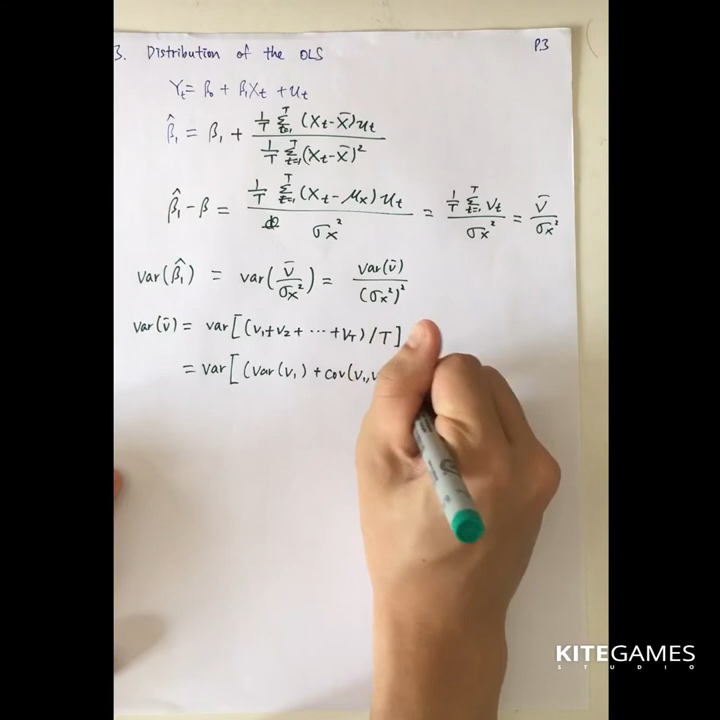 3. Distribution of the OLS P.3
Yt = β0 + β1Xt + ut
β̂1 = β1 + (1/T Σ_{t=1}^{T} (Xt - X̄)ut) / (1/T Σ_{t=1}^{T} (Xt - X̄)²)
β̂1 - β = (1/T Σ_{t=1}^{T} (Xt - μx)ut) / σx² = (1/T Σ_{t=1}^{T} vt) / σx² = v̄ / σx²
var(β̂1) = var(v̄ / σx²) = var(v̄) / (σx²)²
var(v̄) = var[(v1+v2+ ⋯ +vT)/T]
= var[(var(v1) + cov(v1,v
KITEGAMES
STUDIO